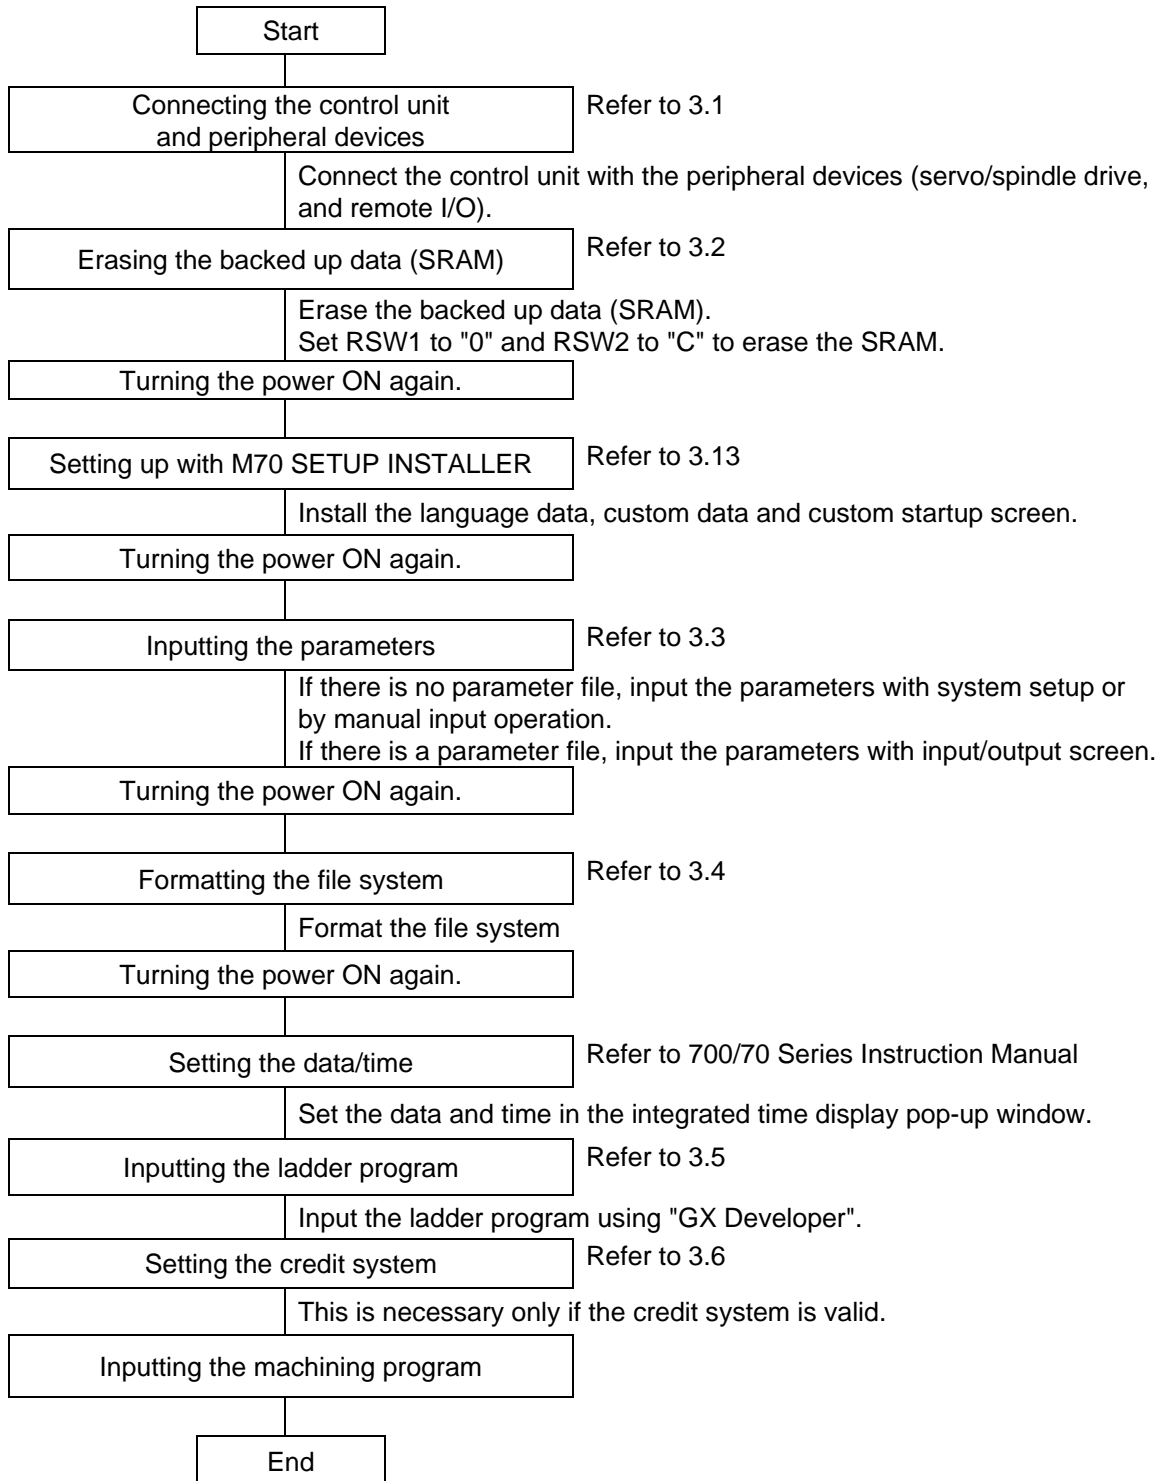 Start
Connecting the control unit
and peripheral devices
Refer to 3.1
Connect the control unit with the peripheral devices (servo/spindle drive,
and remote I/O).
Erasing the backed up data (SRAM)
Refer to 3.2
Erase the backed up data (SRAM).
Set RSW1 to "0" and RSW2 to "C" to erase the SRAM.
Turning the power ON again.
Setting up with M70 SETUP INSTALLER
Refer to 3.13
Install the language data, custom data and custom startup screen.
Turning the power ON again.
Inputting the parameters
Refer to 3.3
If there is no parameter file, input the parameters with system setup or
by manual input operation.
If there is a parameter file, input the parameters with input/output screen.
Turning the power ON again.
Formatting the file system
Refer to 3.4
Format the file system
Turning the power ON again.
Setting the data/time
Refer to 700/70 Series Instruction Manual
Set the data and time in the integrated time display pop-up window.
Inputting the ladder program
Refer to 3.5
Input the ladder program using "GX Developer".
Setting the credit system
Refer to 3.6
This is necessary only if the credit system is valid.
Inputting the machining program
End